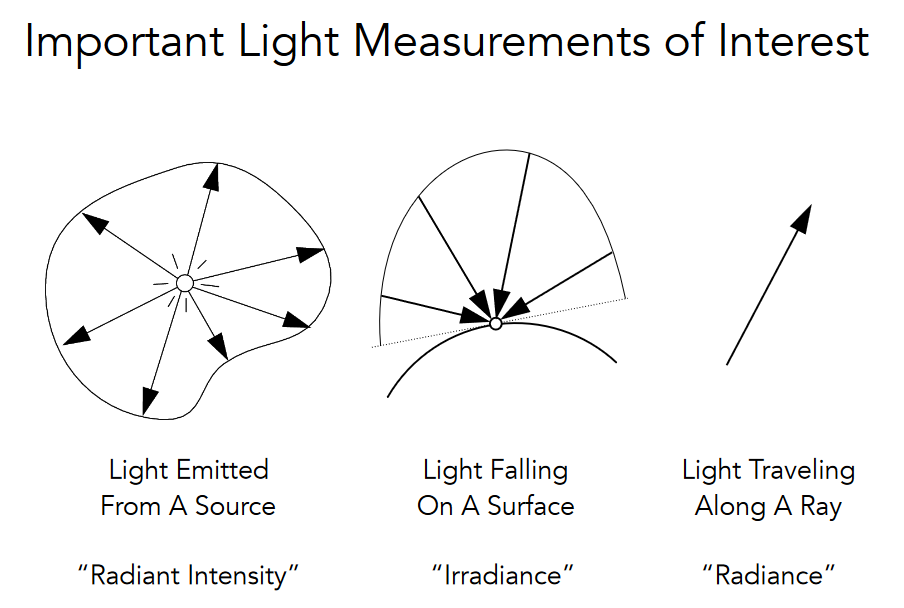 Important Light Measurements of Interest
Light Emitted
From A Source
"Radiant Intensity"
Light Falling
On A Surface
"Irradiance"
Light Traveling
Along A Ray
"Radiance"